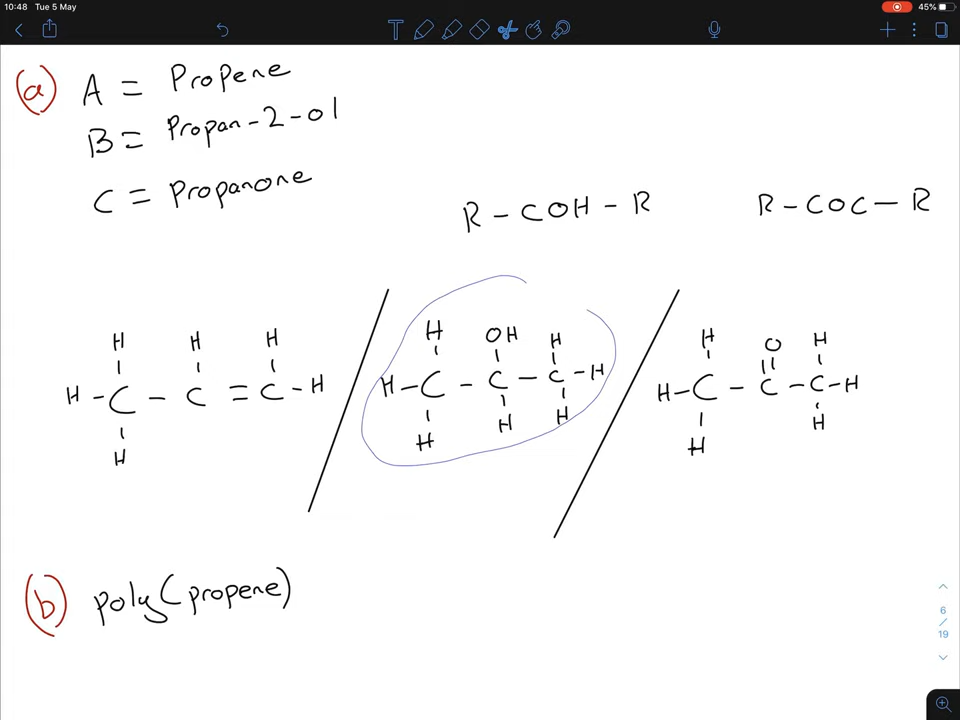 10:48 Tue 5 May 45%
(a) A = Propene
B = Propan-2-ol
C = Propanone
R - COH - R R - COC - R
H H H
H - C - C = C - H
H
H OH H
H - C - C - C - H
H H H
H O H
H - C - C - C - H
H H
(b) poly(propene)
6
/
19